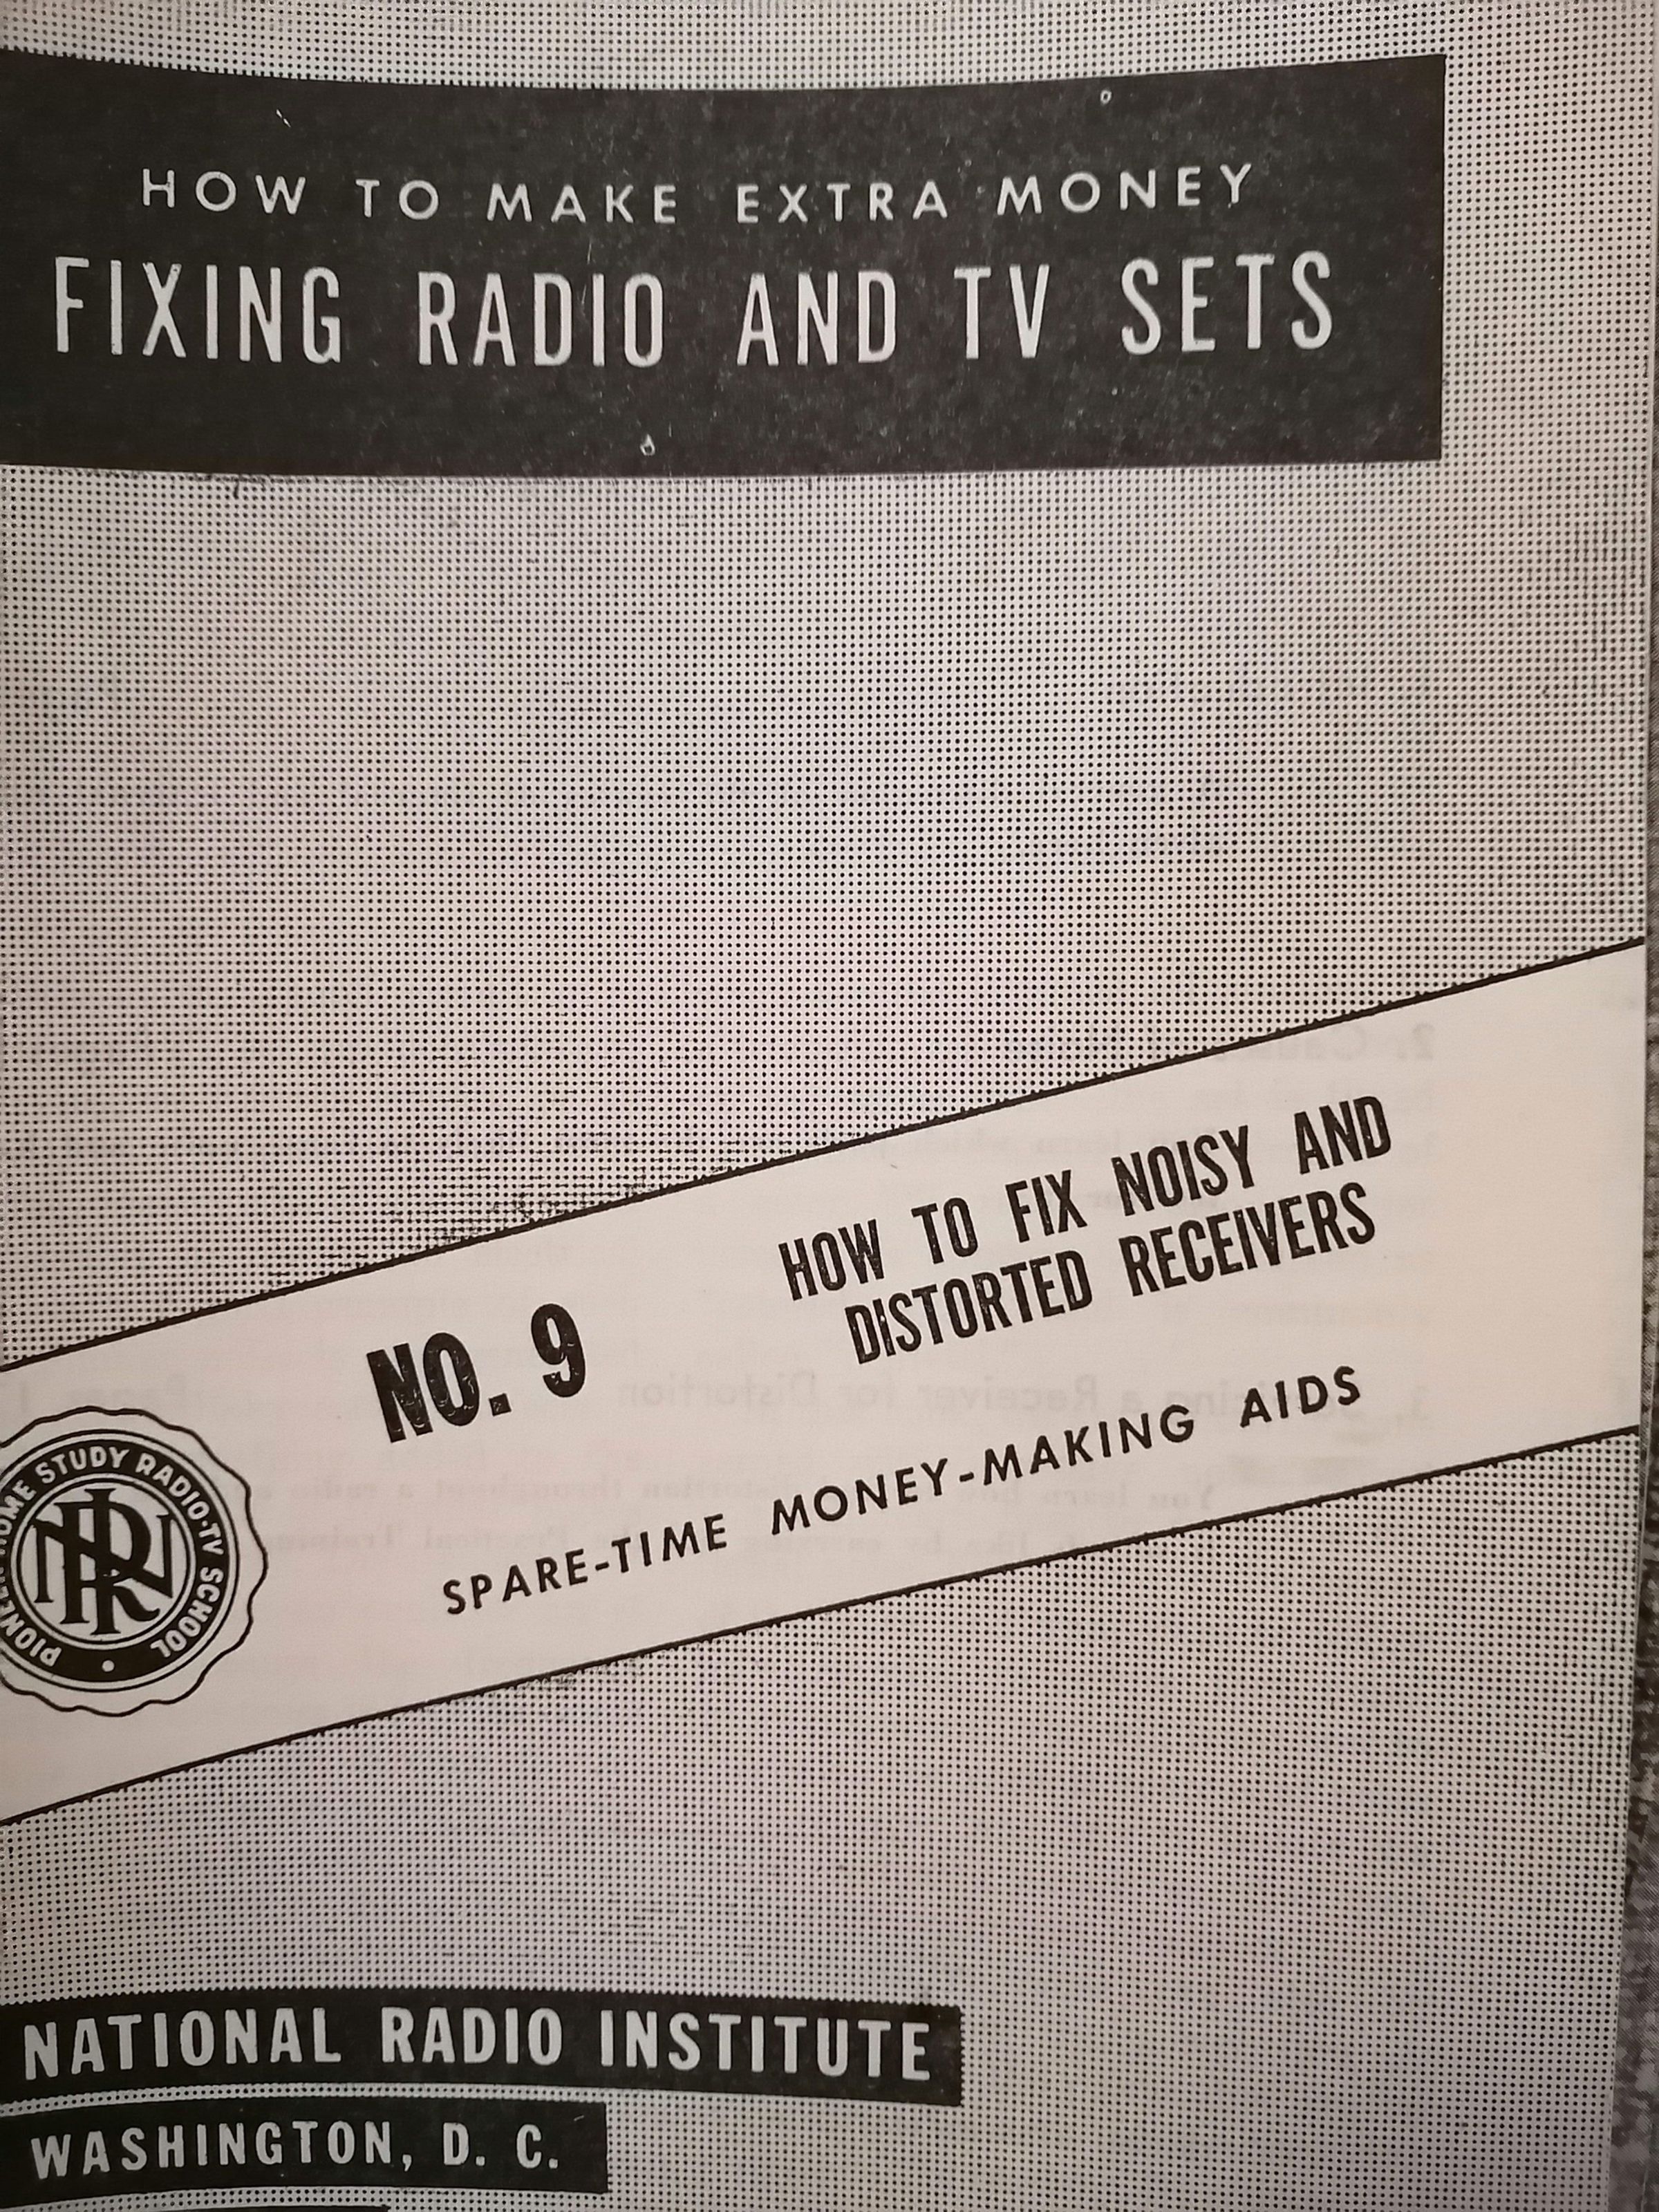 HOW TO MAKE EXTRA MONEY
FIXING RADIO AND TV SETS
HOW TO FIX NOISY AND
DISTORTED RECEIVERS
NO. 9
SPARE-TIME MONEY-MAKING AIDS
HOME STUDY RADIO-TV SCHOOL
NRI
NATIONAL RADIO INSTITUTE
WASHINGTON, D. C.